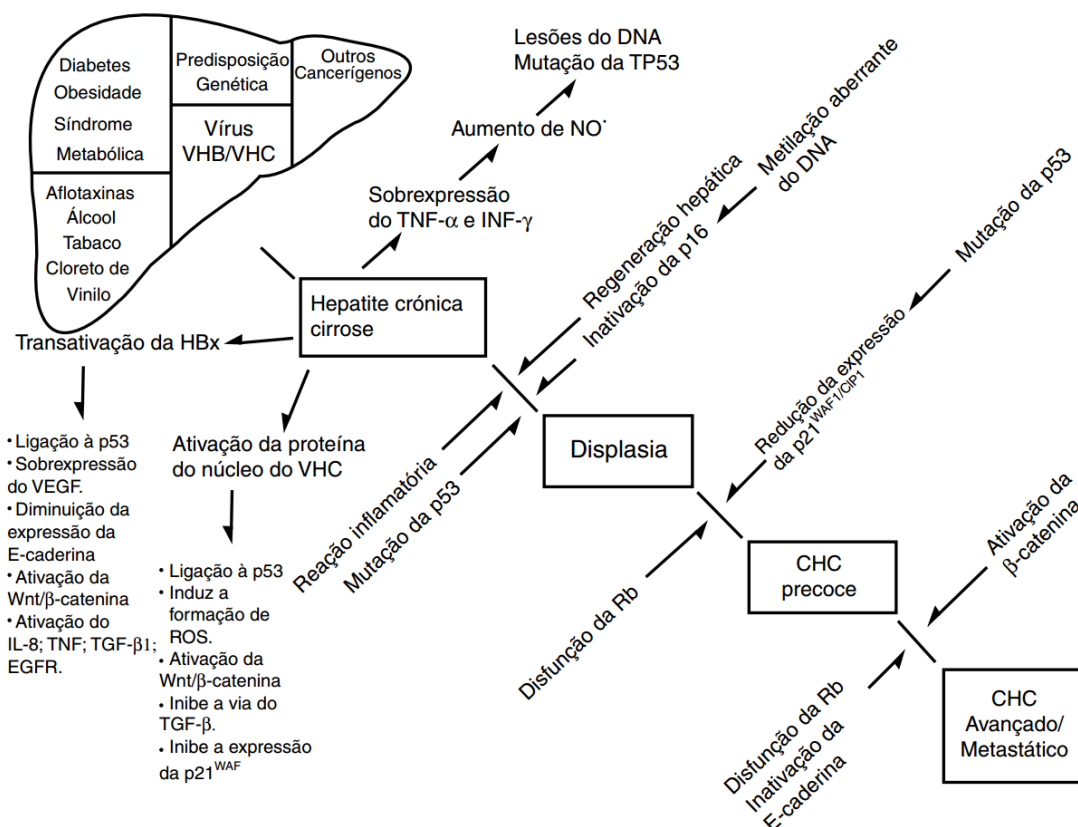 Diabetes
Obesidade
Síndrome
Metabólica
Predisposição
Genética
Outros
Cancerígenos
Vírus
VHB/VHC
Aflotaxinas
Álcool
Tabaco
Cloreto de
Vinilo
Lesões do DNA
Mutação da TP53
Aumento de NO˙
Sobrexpressão
do TNF-α e INF-γ
Hepatite crónica
cirrose
Transativação da HBx
• Ligação à p53
• Sobrexpressão
do VEGF.
• Diminuição da
expressão da
E-caderina
• Ativação da
Wnt/β-catenina
• Ativação do
IL-8; TNF; TGF-β1;
EGFR.
Ativação da proteína
do núcleo do VHC
• Ligação à p53
• Induz a
formação de
ROS.
• Ativação da
Wnt/β-catenina
• Inibe a via do
TGF-β.
• Inibe a expressão
da p21WAF
Regeneração hepática
Inativação da p16
Metilação aberrante
do DNA
Reação inflamatória
Mutação da p53
Displasia
Mutação da p53
Redução da expressão
da p21WAF1/CIP1
Disfunção da Rb
CHC
precoce
Ativação da
β-catenina
Disfunção da Rb
Inativação da
E-caderina
CHC
Avançado/
Metastático